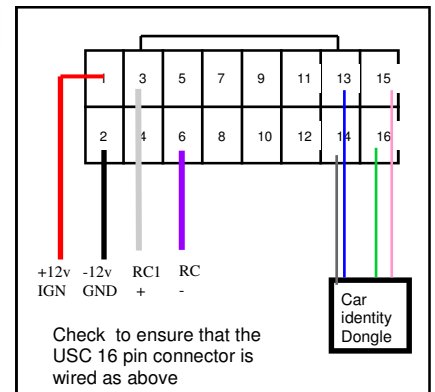 1 3 5 7 9 11 13 15
2 4 6 8 10 12 14 16
+12v -12v RC1 RC
IGN GND + -
Car
identity
Dongle
Check to ensure that the
USC 16 pin connector is
wired as above